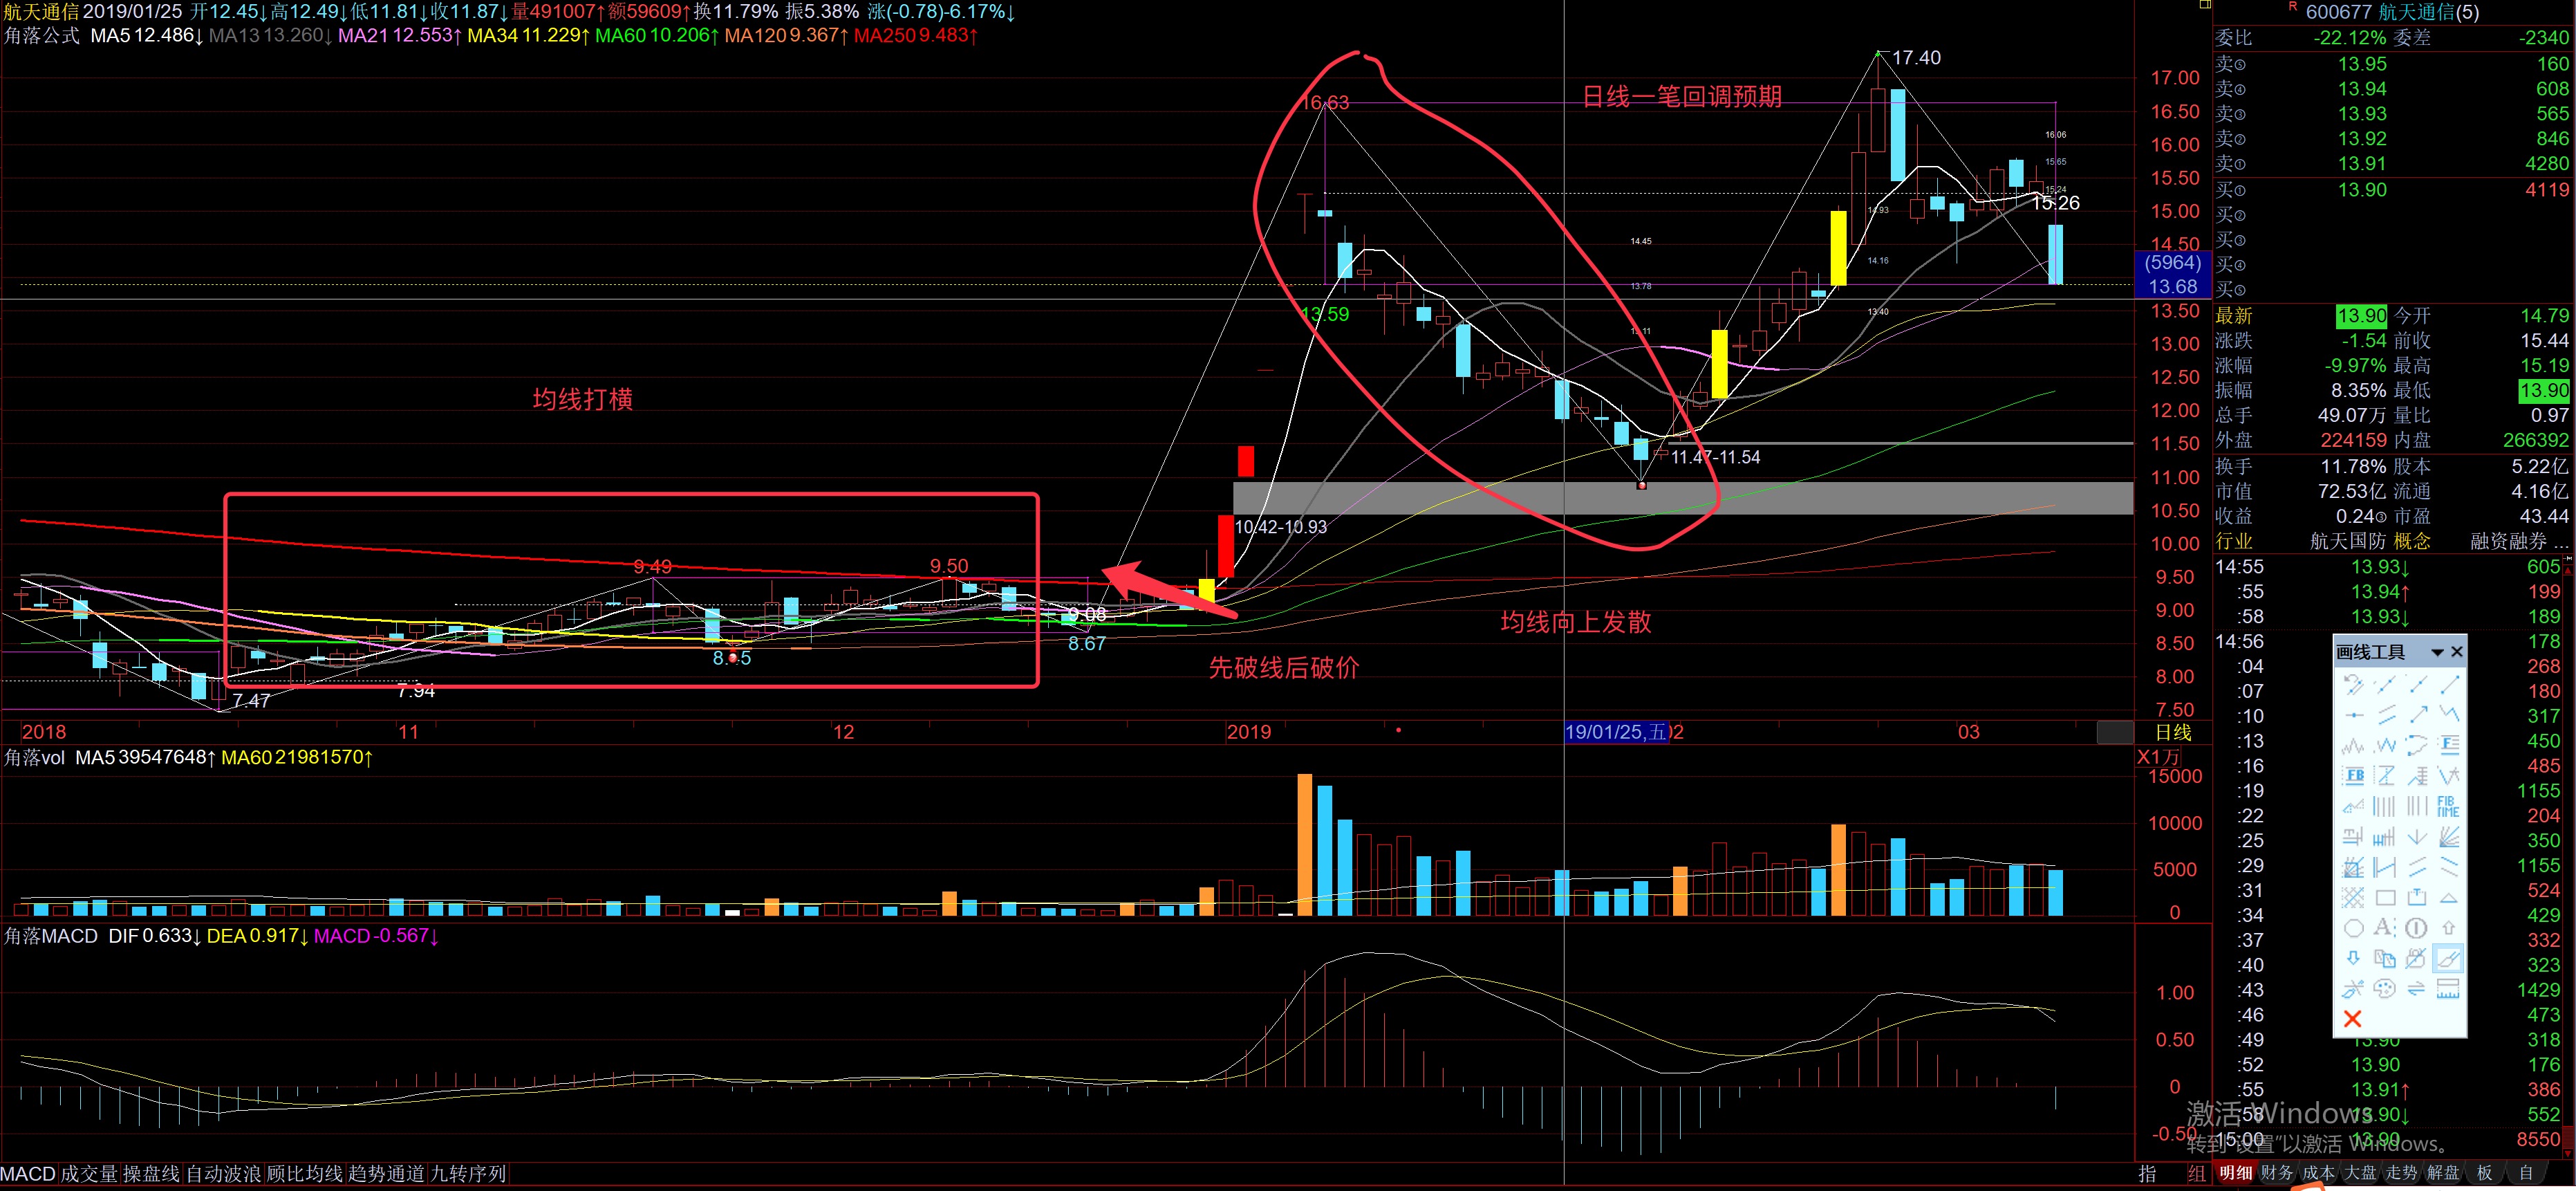 航天通信 2019/01/25 开12.45↓高12.49↓低11.81↓收11.87↓量491007↑额59609↑换11.79% 振5.38% 涨(-0.78)-6.17%↓
角落公式 MA5 12.486↓ MA13 13.260↓ MA21 12.553↑ MA34 11.229↑ MA60 10.206↑ MA120 9.367↑ MA250 9.483↑
17.40
日线一笔回调预期
16.63
16.06
15.65
15.24
15.26
14.93
14.45
14.16
13.78
13.59
13.40
均线打横
11.47-11.54
10.42-10.93
9.49
9.50
9.08
8.67
均线向上发散
先破线后破价
7.94
7.47
17.00
16.50
16.00
15.50
15.00
14.50
(5964)
13.68
13.50
13.00
12.50
12.00
11.50
11.00
10.50
10.00
9.50
9.00
8.50
8.00
7.50
2018 11 12 2019 19/01/25,五 02 03 日线
角落vol MA5 39547648↑ MA60 21981570↑
X1万
15000
10000
5000
0
角落MACD DIF 0.633↓ DEA 0.917↓ MACD -0.567↓
1.00
0.50
0
-0.50
MACD 成交量 操盘线 自动波浪 顾比均线 趋势通道 九转序列
指 组
R 600677 航天通信(5)
委比 -22.12% 委差 -2340
卖⑤ 13.95 160
卖④ 13.94 608
卖③ 13.93 565
卖② 13.92 846
卖① 13.91 4280
买① 13.90 4119
买②
买③
买④
买⑤
最新 13.90 今开 14.79
涨跌 -1.54 前收 15.44
涨幅 -9.97% 最高 15.19
振幅 8.35% 最低 13.90
总手 49.07万 量比 0.97
外盘 224159 内盘 266392
换手 11.78% 股本 5.22亿
市值 72.53亿 流通 4.16亿
收益 0.24③ 市盈 43.44
行业 航天国防 概念 融资融券 ...
14:55 13.93↓ 605
:55 13.94↑ 199
:58 13.93↓ 189
14:56 178
:04 268
:07 180
:10 317
:13 450
:16 485
:19 1155
:22 204
:25 350
:29 1155
:31 524
:34 429
:37 332
:40 323
:43 1429
:46 473
:49 13.90 318
:52 13.90 176
:55 13.91↑ 386
:58 13.90↓ 552
15:00 13.90 8550
画线工具
FB
FIB
TIME
激活 Windows
转到"设置"以激活 Windows。
明细 财务 成本 大盘 走势 解盘 板 自